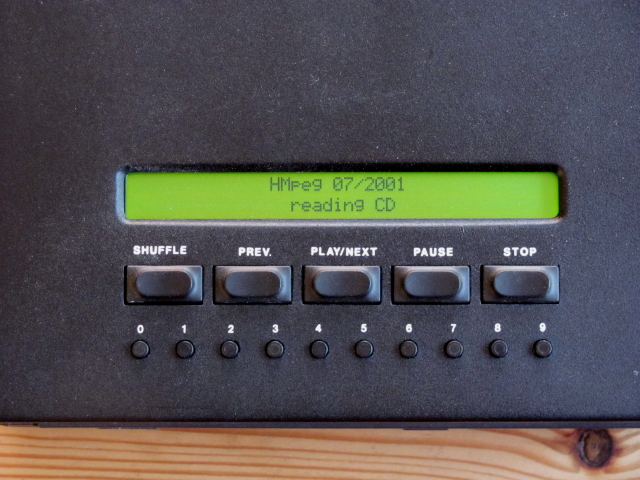 HMpeg 07/2001
reading CD
SHUFFLE PREV. PLAY/NEXT PAUSE STOP
0 1 2 3 4 5 6 7 8 9